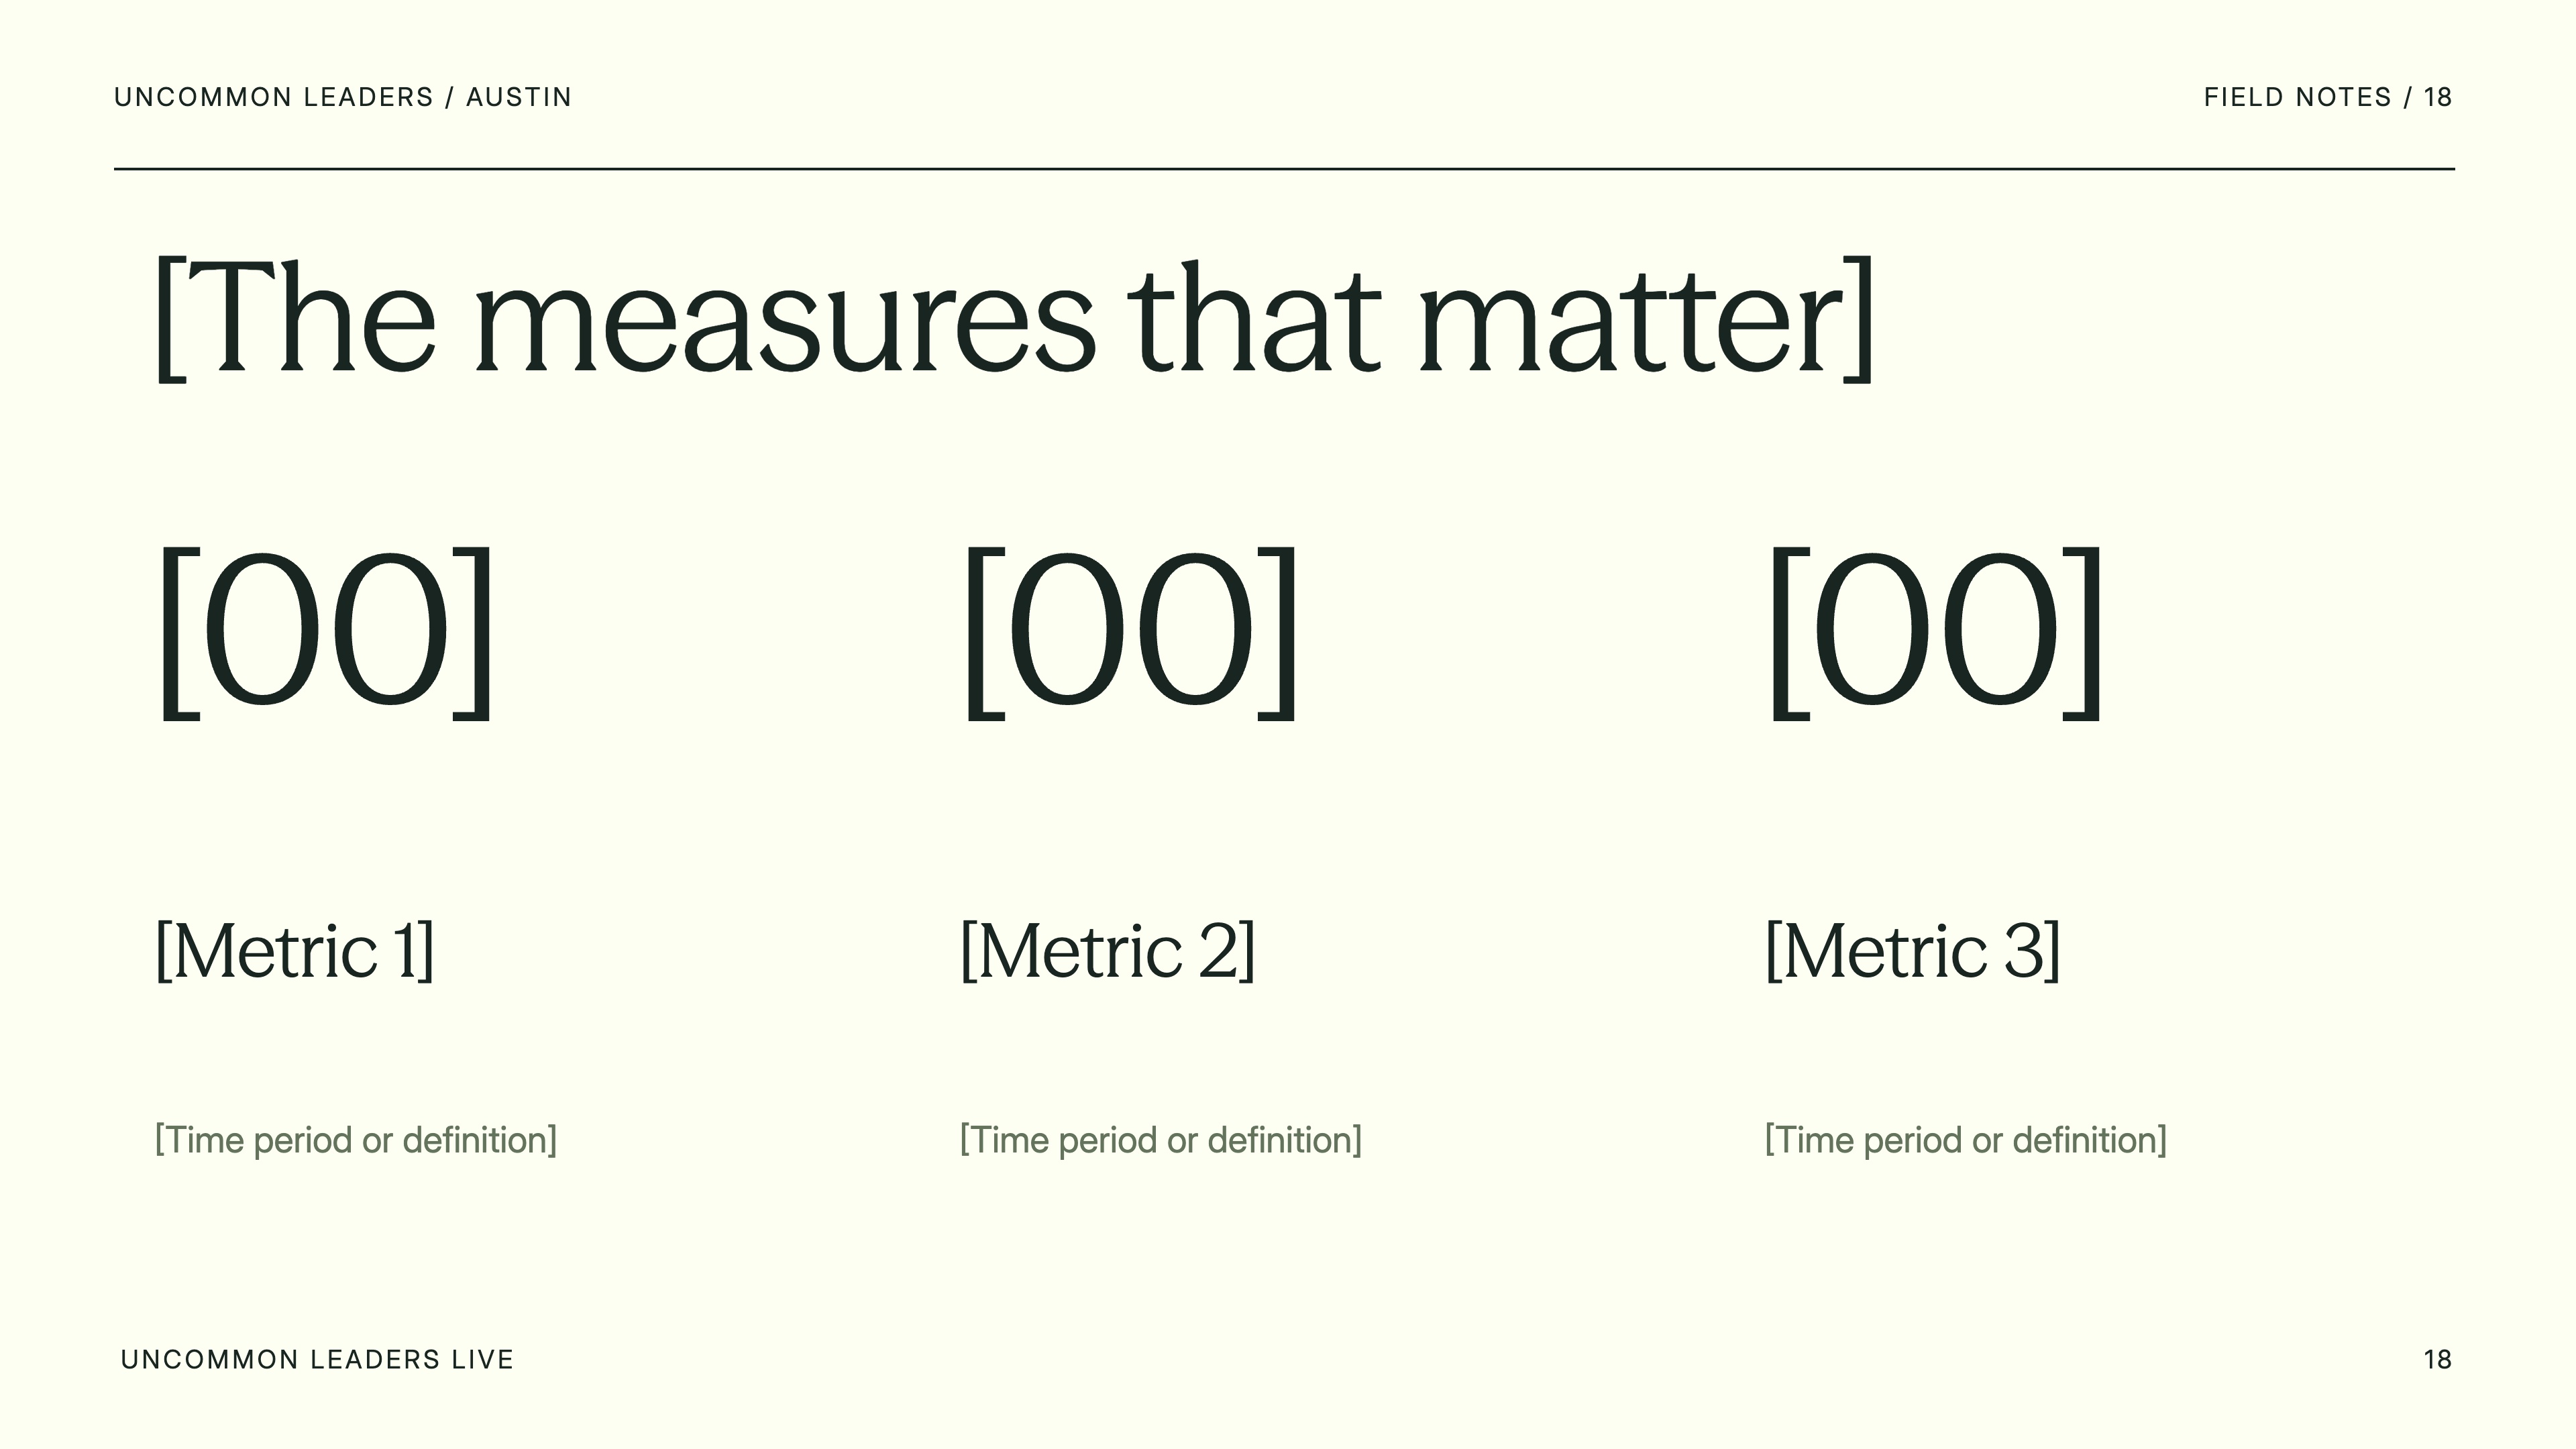 UNCOMMON LEADERS / AUSTIN
FIELD NOTES / 18
[The measures that matter]
[00]
[00]
[00]
[Metric 1]
[Metric 2]
[Metric 3]
[Time period or definition]
[Time period or definition]
[Time period or definition]
UNCOMMON LEADERS LIVE
18